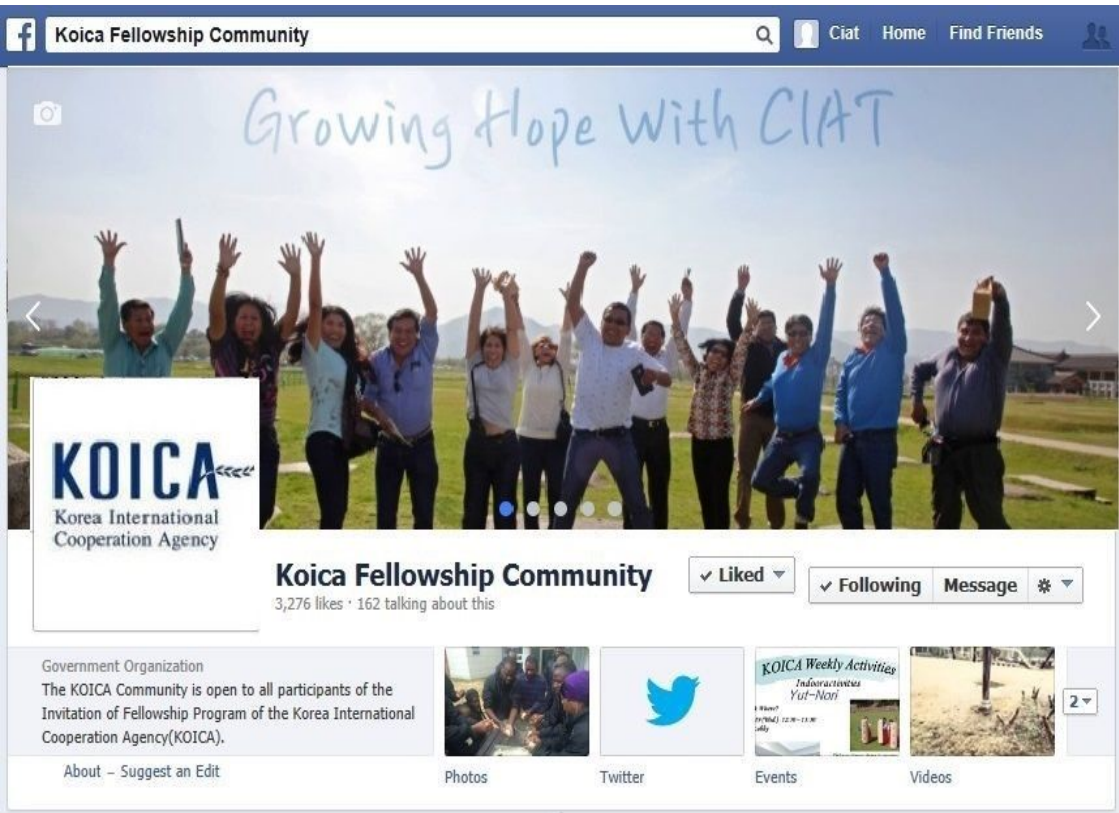 Koica Fellowship Community
Ciat Home Find Friends
Growing Hope With CIAT
KOICA
Korea International
Cooperation Agency
Koica Fellowship Community
3,276 likes · 162 talking about this
✓ Liked
✓ Following
Message
Government Organization
The KOICA Community is open to all participants of the
Invitation of Fellowship Program of the Korea International
Cooperation Agency(KOICA).
About – Suggest an Edit
KOICA Weekly Activities
Indooractivities
Yut-Nori
Where?
2
Photos
Twitter
Events
Videos